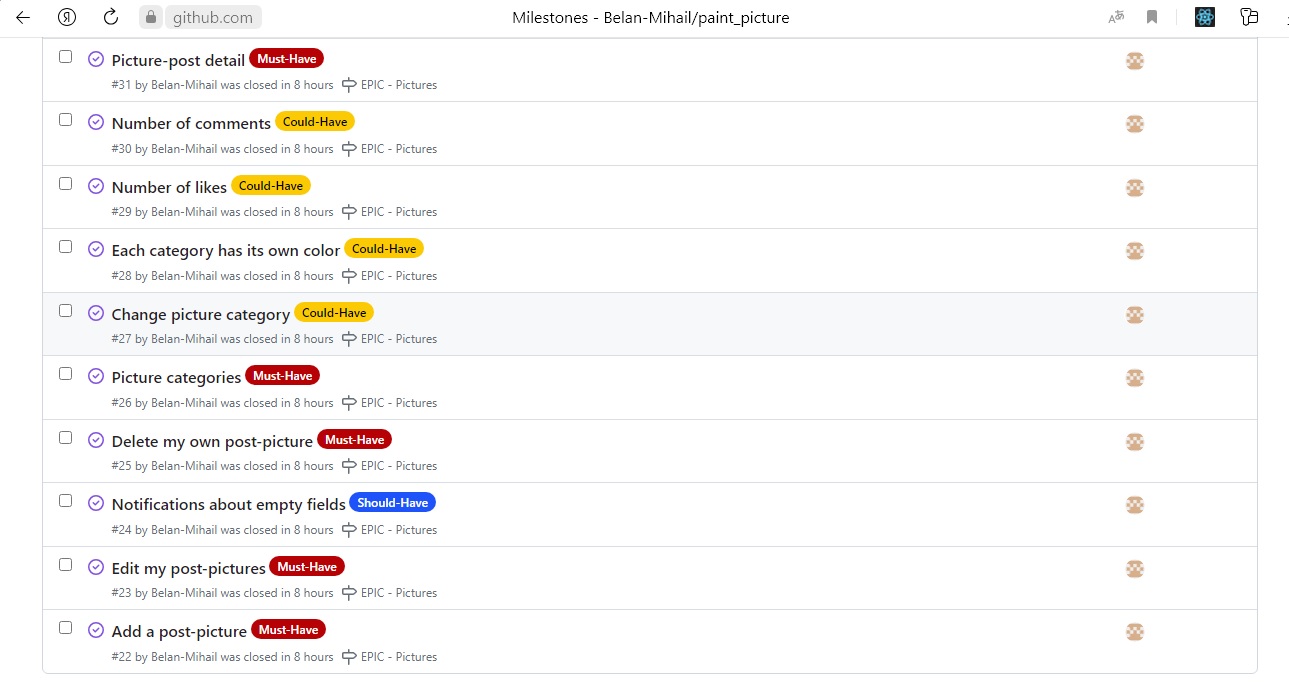 Я github.com Milestones - Belan-Mihail/paint_picture
Picture-post detail Must-Have
#31 by Belan-Mihail was closed in 8 hours EPIC - Pictures
Number of comments Could-Have
#30 by Belan-Mihail was closed in 8 hours EPIC - Pictures
Number of likes Could-Have
#29 by Belan-Mihail was closed in 8 hours EPIC - Pictures
Each category has its own color Could-Have
#28 by Belan-Mihail was closed in 8 hours EPIC - Pictures
Change picture category Could-Have
#27 by Belan-Mihail was closed in 8 hours EPIC - Pictures
Picture categories Must-Have
#26 by Belan-Mihail was closed in 8 hours EPIC - Pictures
Delete my own post-picture Must-Have
#25 by Belan-Mihail was closed in 8 hours EPIC - Pictures
Notifications about empty fields Should-Have
#24 by Belan-Mihail was closed in 8 hours EPIC - Pictures
Edit my post-pictures Must-Have
#23 by Belan-Mihail was closed in 8 hours EPIC - Pictures
Add a post-picture Must-Have
#22 by Belan-Mihail was closed in 8 hours EPIC - Pictures